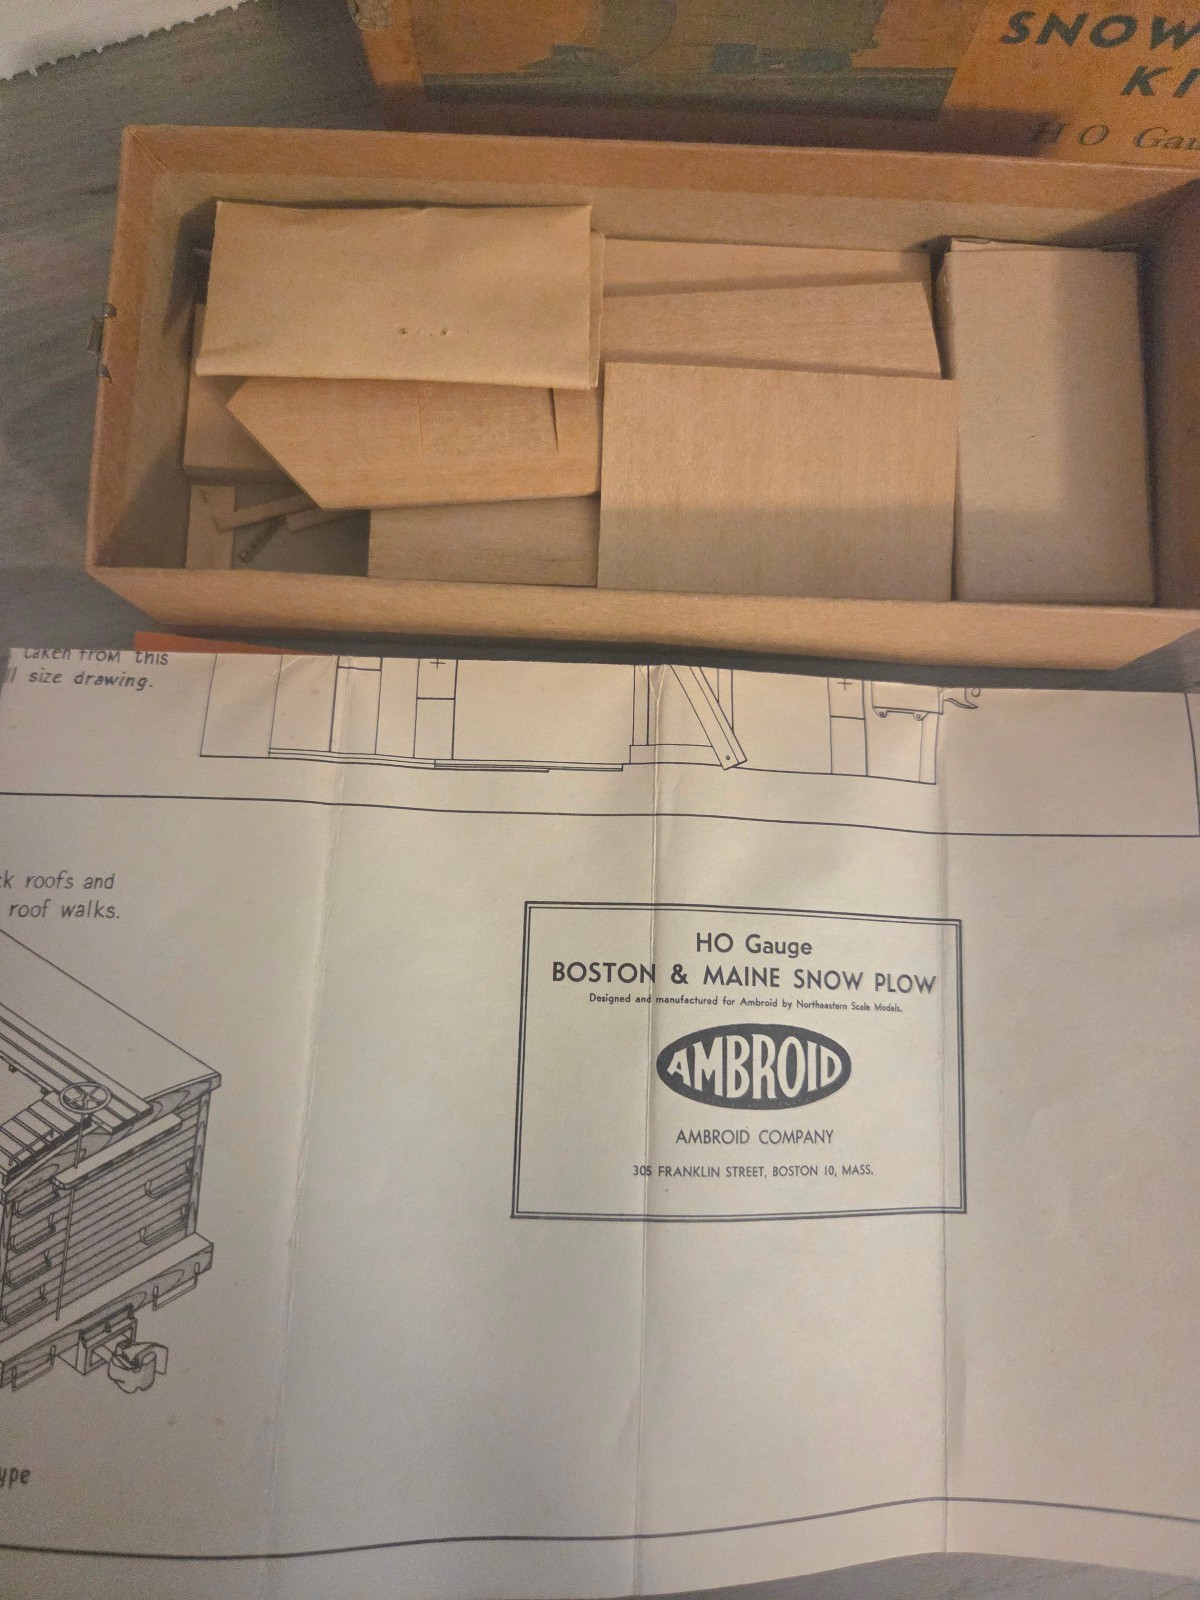 SNOW
KI
HO Gau
taken from this
size drawing.
roofs and
roof walks.
HO Gauge
BOSTON & MAINE SNOW PLOW
Designed and manufactured for Ambroid by Northeastern Scale Models.
AMBROID
AMBROID COMPANY
305 FRANKLIN STREET, BOSTON 10, MASS.